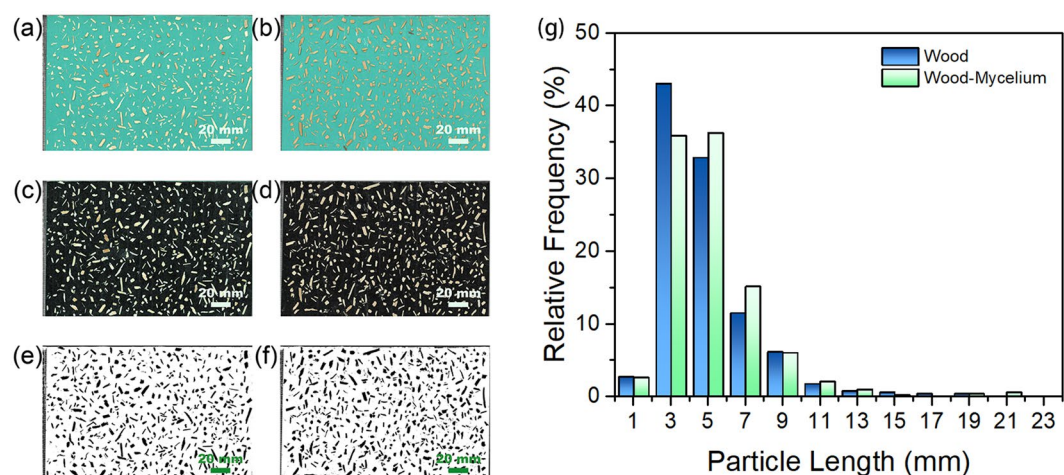 (a)
20 mm
(b)
20 mm
(c)
20 mm
(d)
20 mm
(e)
20 mm
(f)
20 mm
(g)
Relative Frequency (%)
50
40
30
20
10
0
Wood
Wood-Mycelium
1 3 5 7 9 11 13 15 17 19 21 23
Particle Length (mm)